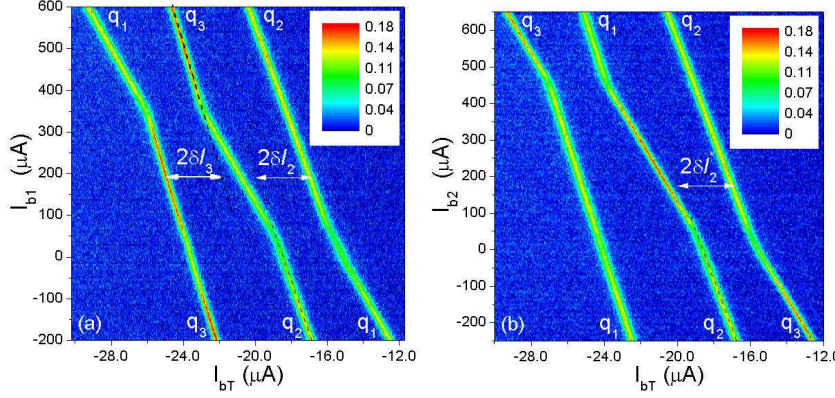 600
500
400
300
200
100
0
-100
-200
I_b1 (μA)
q_1
q_3
q_2
0.18
0.14
0.11
0.07
0.04
0
2δI_3
2δI_2
(a)
q_3
q_2
q_1
-28.0 -24.0 -20.0 -16.0 -12.0
I_bT (μA)
600
500
400
300
200
100
0
-100
-200
I_b2 (μA)
q_3
q_1
q_2
0.18
0.14
0.11
0.07
0.04
0
2δI_2^'
(b)
q_1
q_2
q_3
-28.0 -24.0 -20.0 -16.0 -12.0
I_bT (μA)